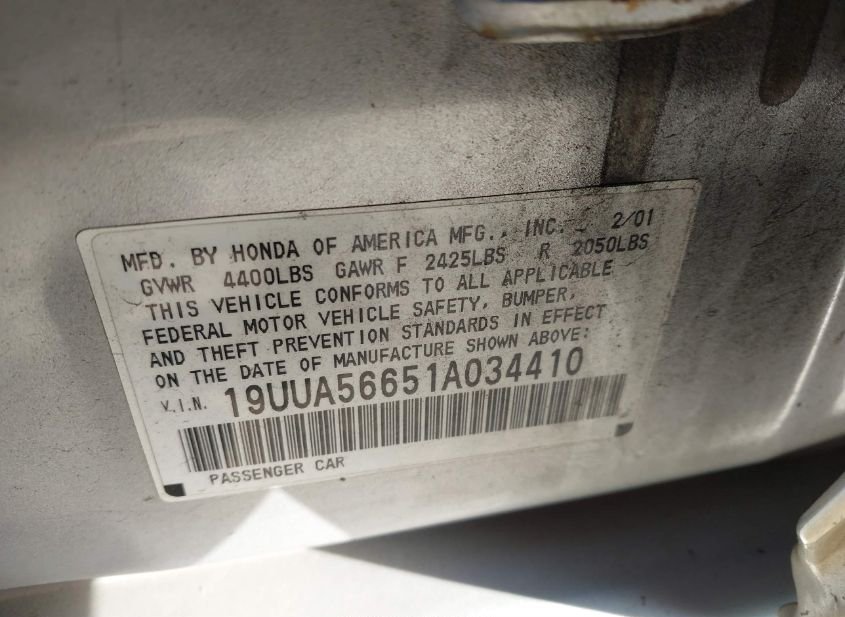 MFD. BY HONDA OF AMERICA MFG., INC. 2/01
GVWR 4400LBS GAWR F 2425LBS R 2050LBS
THIS VEHICLE CONFORMS TO ALL APPLICABLE
FEDERAL MOTOR VEHICLE SAFETY, BUMPER,
AND THEFT PREVENTION STANDARDS IN EFFECT
ON THE DATE OF MANUFACTURE SHOWN ABOVE:
V.I.N. 19UUA56651A034410
PASSENGER CAR